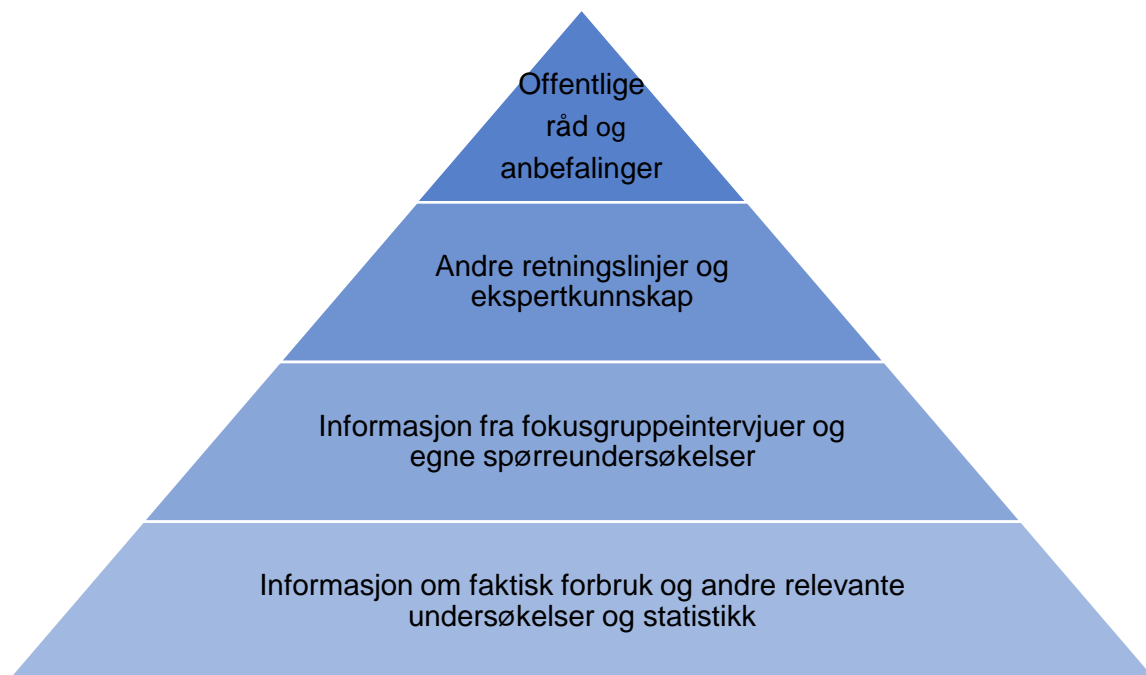 Offentlige
råd og
anbefalinger
Andre retningslinjer og
ekspertkunnskap
Informasjon fra fokusgruppeintervjuer og
egne spørreundersøkelser
Informasjon om faktisk forbruk og andre relevante
undersøkelser og statistikk